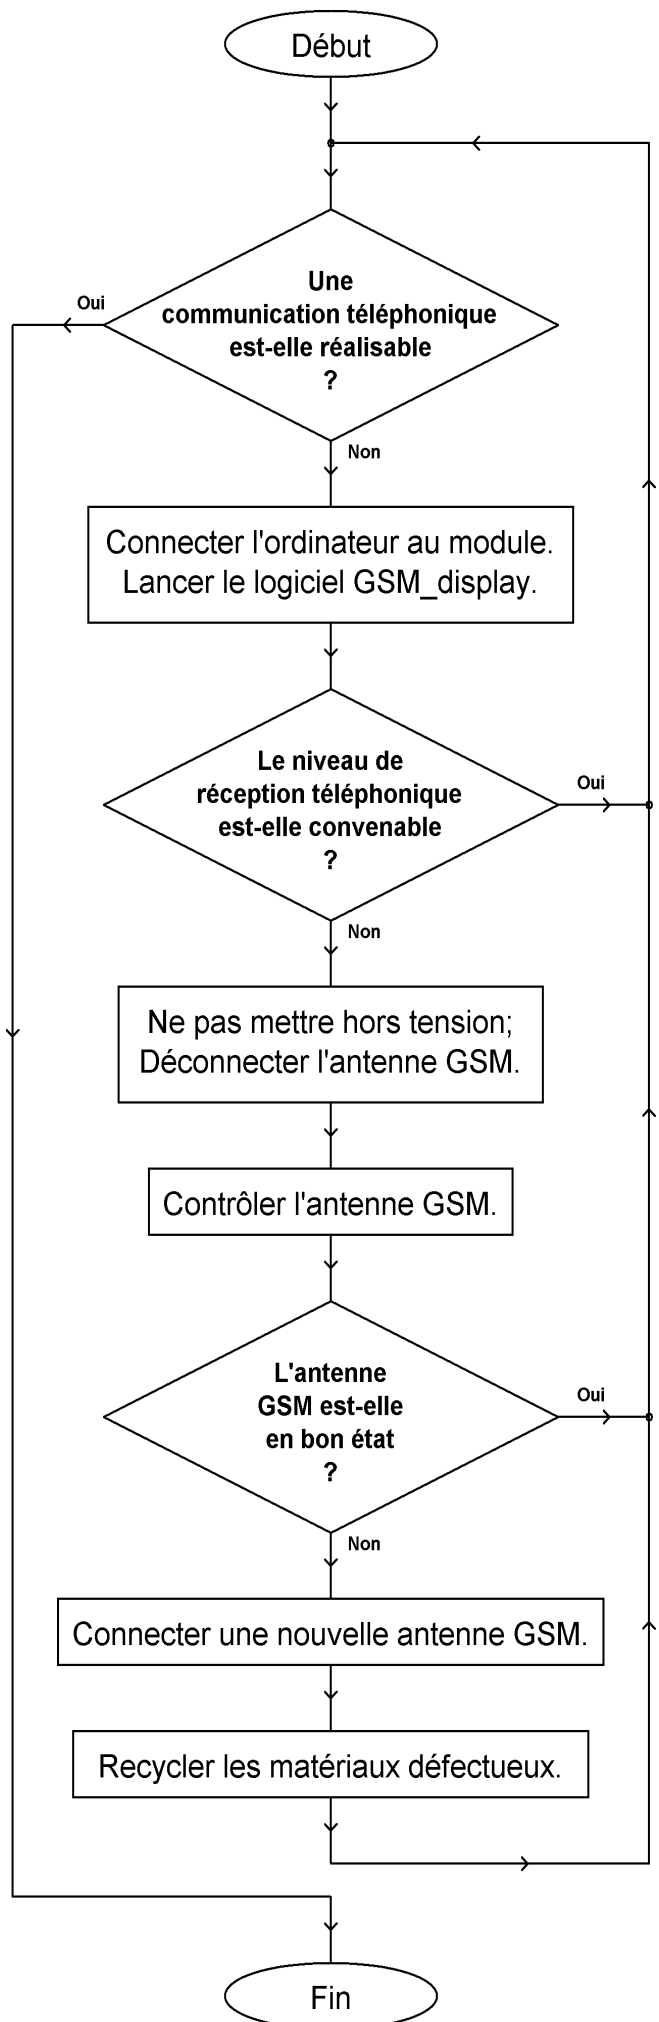 Début
Une
communication téléphonique
est-elle réalisable
?
Oui
Non
Connecter l'ordinateur au module.
Lancer le logiciel GSM_display.
Le niveau de
réception téléphonique
est-elle convenable
?
Oui
Non
Ne pas mettre hors tension;
Déconnecter l'antenne GSM.
Contrôler l'antenne GSM.
L'antenne
GSM est-elle
en bon état
?
Oui
Non
Connecter une nouvelle antenne GSM.
Recycler les matériaux défectueux.
Fin